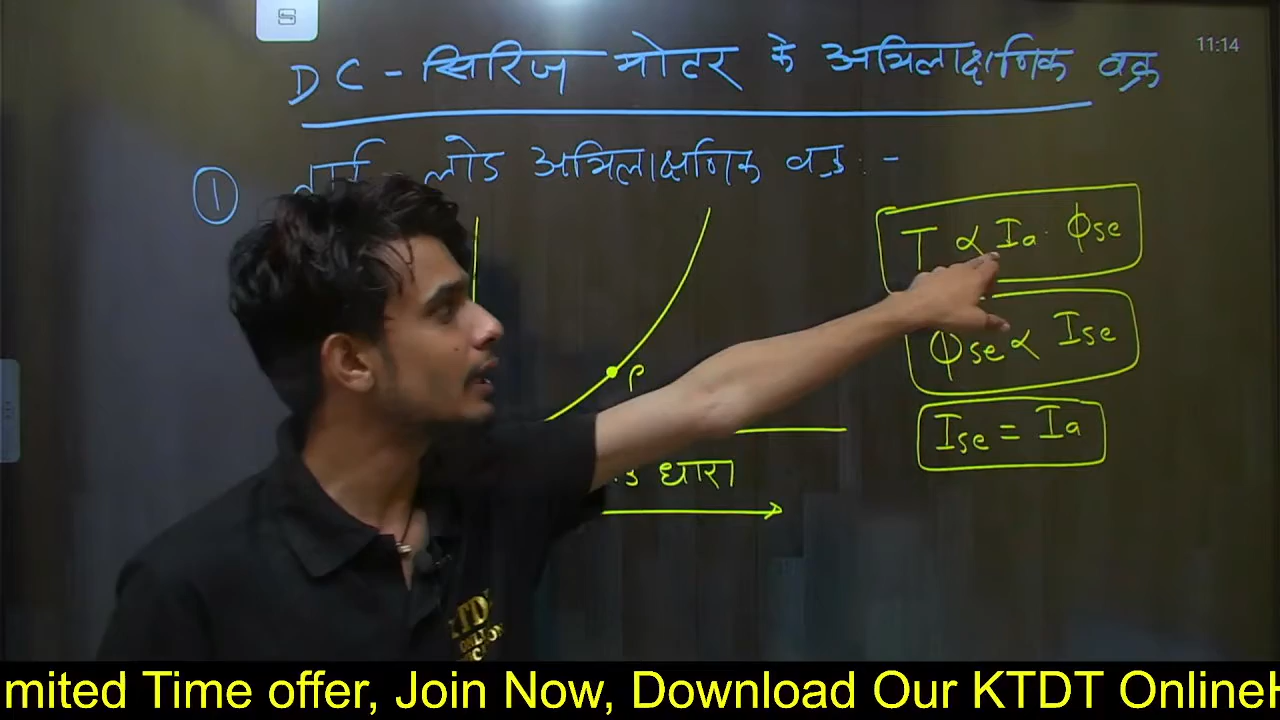 DC - सिरिज मोटर के अभिलाक्षणिक वक्र
11:14
① लोड अभिलाक्षणिक वक्र :-
T ∝ Ia · ϕse
ϕse ∝ Ise
Ise = Ia
P
धारा
KTDT
mited Time offer, Join Now, Download Our KTDT Online